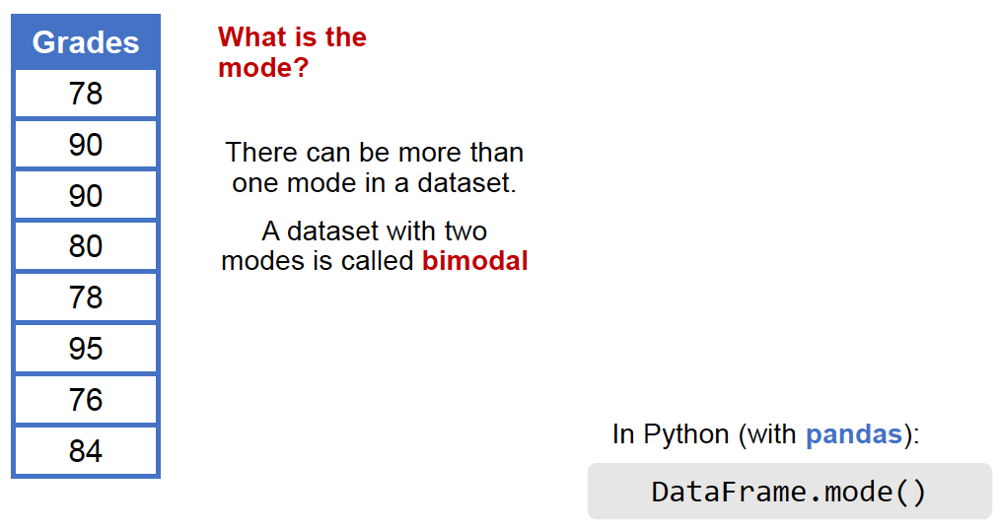 Grades
78
90
90
80
78
95
76
84
What is the
mode?
There can be more than
one mode in a dataset.
A dataset with two
modes is called bimodal
In Python (with pandas):
DataFrame.mode()